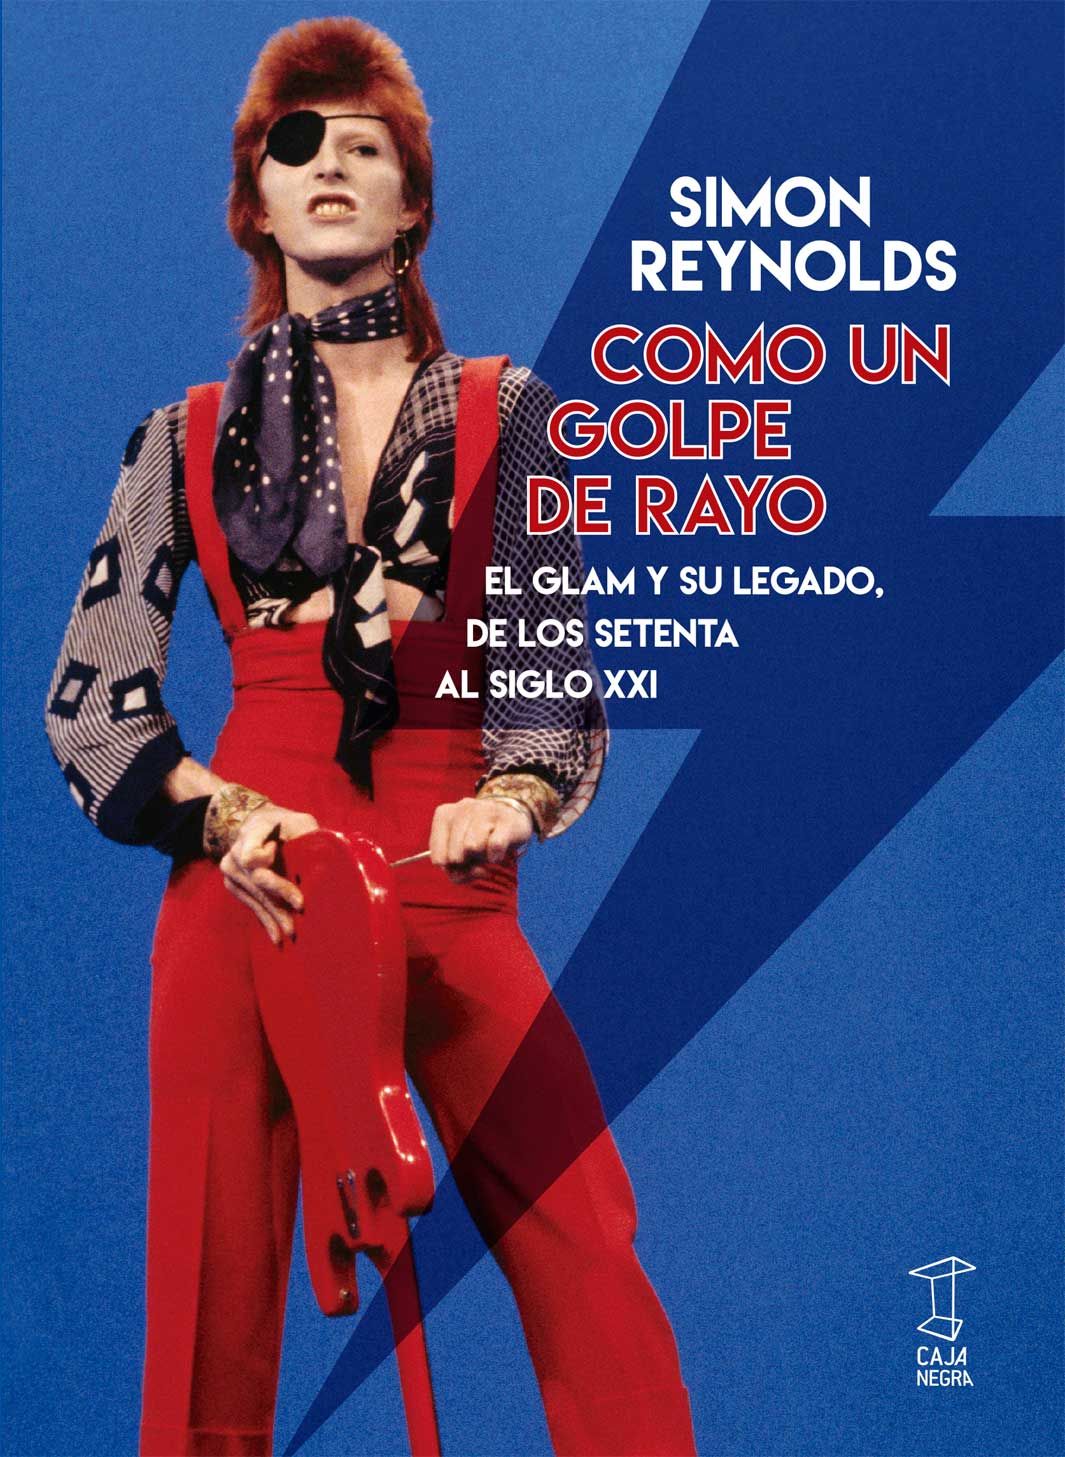 SIMON
REYNOLDS
COMO UN
GOLPE
DE RAYO
EL GLAM Y SU LEGADO,
DE LOS SETENTA
AL SIGLO XXI
CAJA
NEGRA